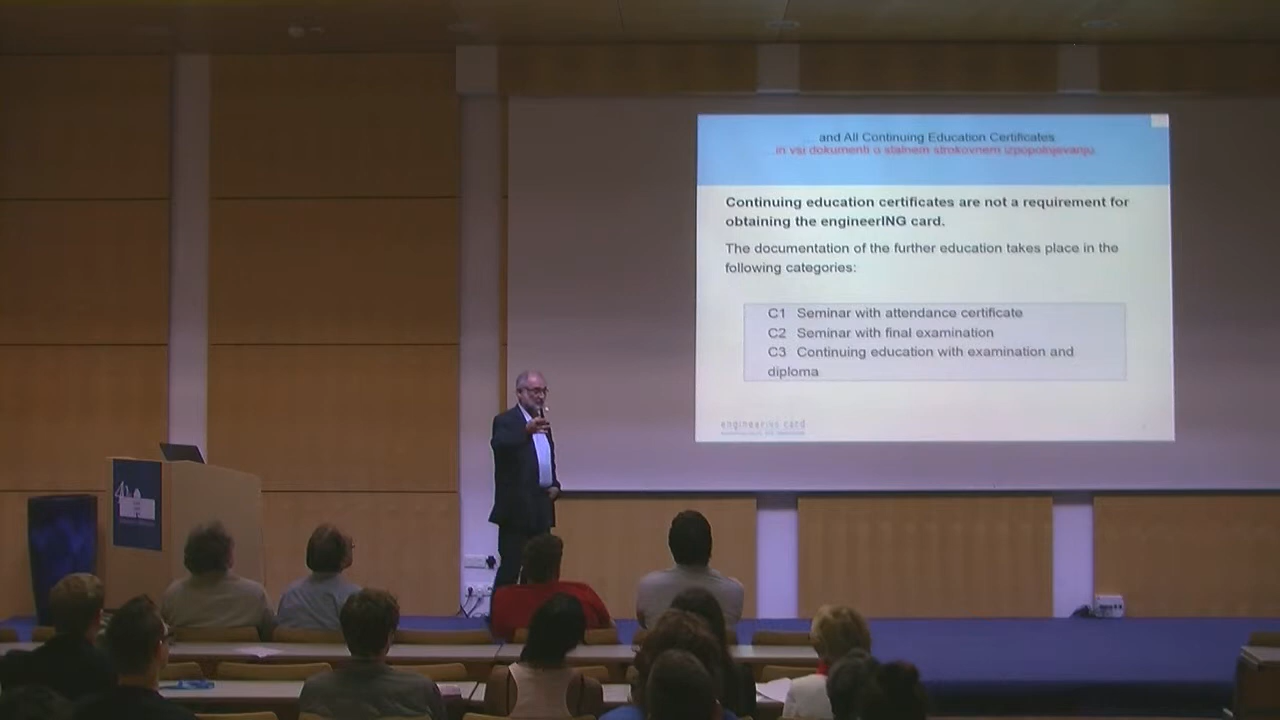 and All Continuing Education Certificates
in vsi dokumenti o stalnem strokovnem izpopolnjevanju
Continuing education certificates are not a requirement for
obtaining the engineerING card.
The documentation of the further education takes place in the
following categories:
C1 Seminar with attendance certificate
C2 Seminar with final examination
C3 Continuing education with examination and
diploma
engineerING card